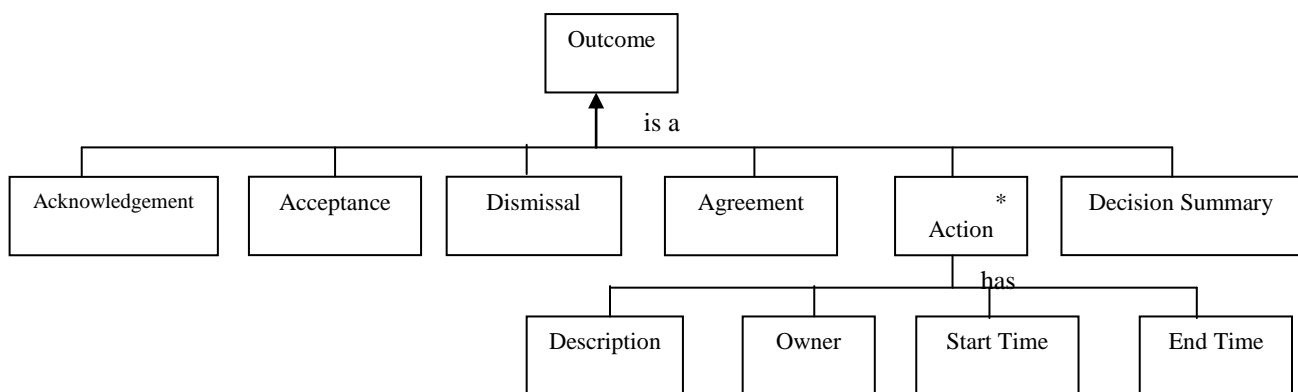 Outcome
is a
Acknowledgement
Acceptance
Dismissal
Agreement
*
Action
Decision Summary
has
Description
Owner
Start Time
End Time